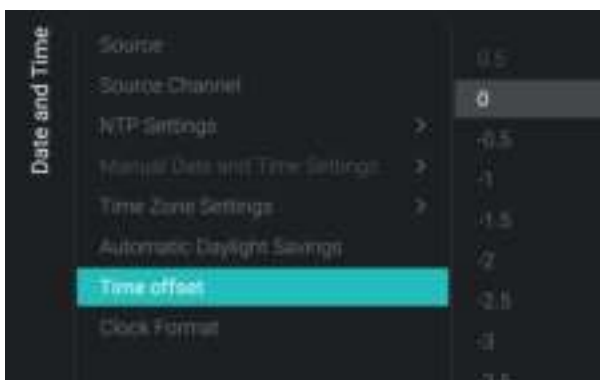 Date and Time
Source
Source Channel
NTP Settings
Manual Date and Time Settings
Time Zone Settings
Automatic Daylight Savings
Time offset
Clock Format
0.5
0
-0.5
-1
-1.5
-2
-2.5
-3